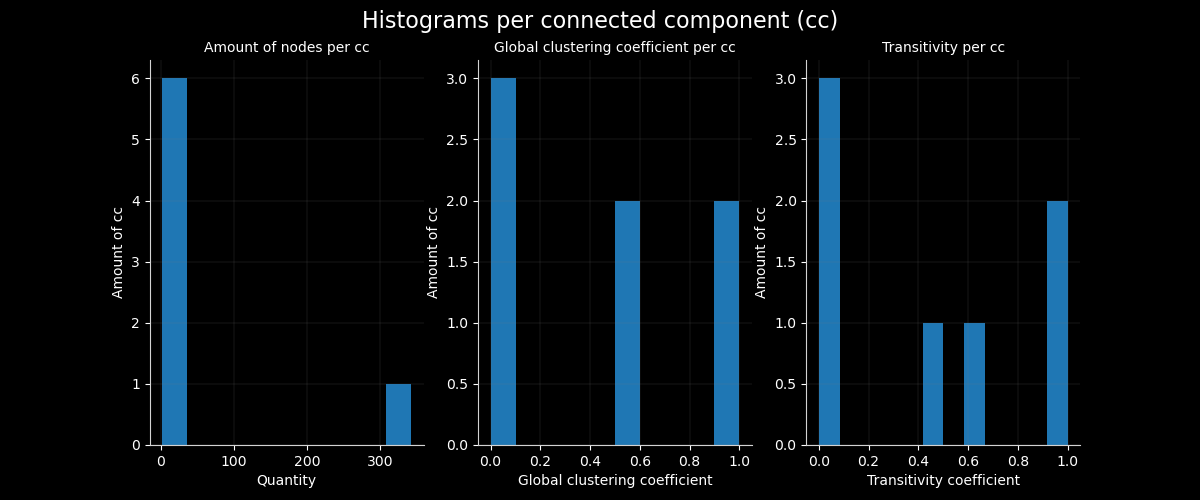 Histograms per connected component (cc)
Amount of nodes per cc
Amount of cc
6
5
4
3
2
1
0
0 100 200 300
Quantity
Global clustering coefficient per cc
Amount of cc
3.0
2.5
2.0
1.5
1.0
0.5
0.0
0.0 0.2 0.4 0.6 0.8 1.0
Global clustering coefficient
Transitivity per cc
Amount of cc
3.0
2.5
2.0
1.5
1.0
0.5
0.0
0.0 0.2 0.4 0.6 0.8 1.0
Transitivity coefficient